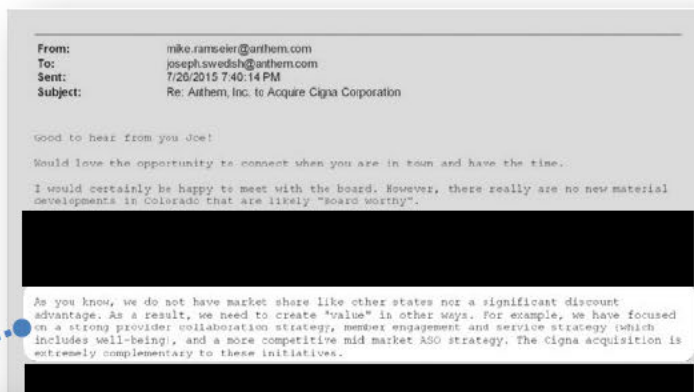 From: mike.ramseier@anthem.com
To: joseph.swedish@anthem.com
Sent: 7/26/2015 7:40:14 PM
Subject: Re: Anthem, Inc. to Acquire Cigna Corporation
Good to hear from you Joe!
Would love the opportunity to connect when you are in town and have the time.
I would certainly be happy to meet with the board. However, there really are no new material
developments in Colorado that are likely "Board worthy".
As you know, we do not have market share like other states nor a significant discount
advantage. As a result, we need to create "value" in other ways. For example, we have focused
on a strong provider collaboration strategy, member engagement and service strategy (which
includes well-being), and a more competitive mid market ASO strategy. The Cigna acquisition is
extremely complementary to these initiatives.